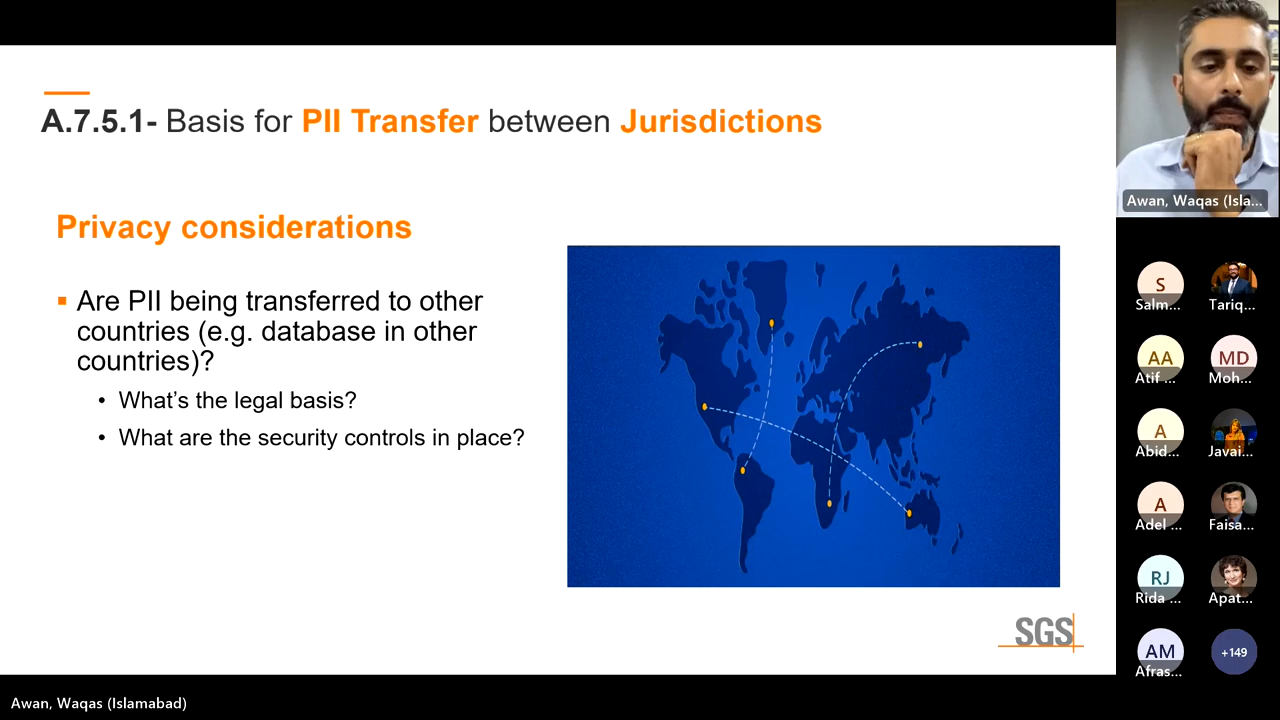 A.7.5.1- Basis for PII Transfer between Jurisdictions
Privacy considerations
Are PII being transferred to other
countries (e.g. database in other
countries)?
• What’s the legal basis?
• What are the security controls in place?
SGS
Awan, Waqas (Isla...
S
Salm...
Tariq...
AA
Atif ...
MD
Moh...
A
Abid...
Javai...
A
Adel ...
Faisa...
RJ
Rida ...
Apat...
AM
Afras...
+149
Awan, Waqas (Islamabad)